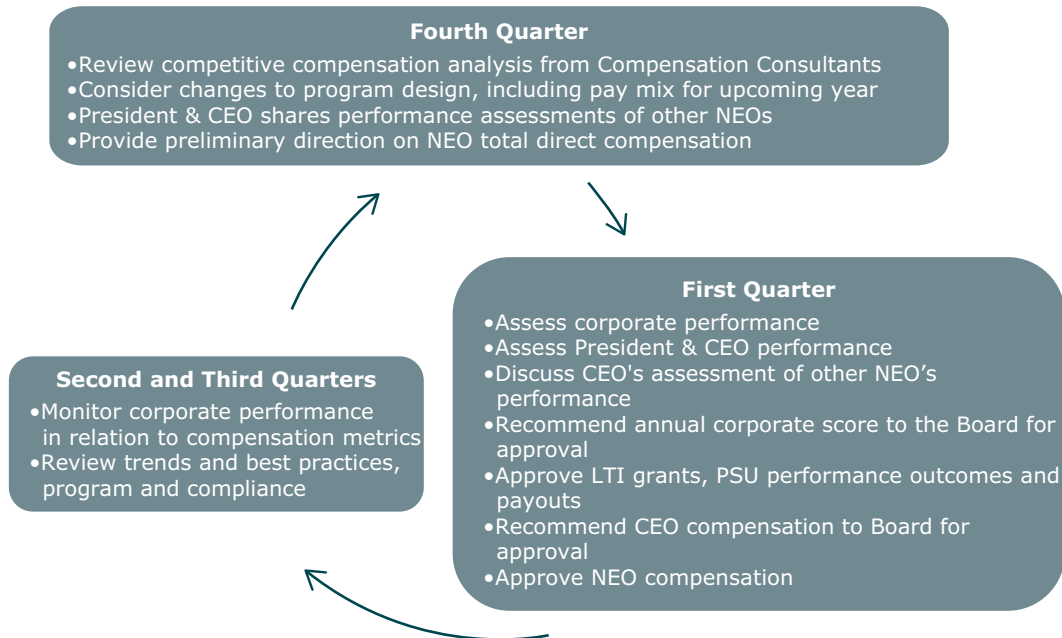 Fourth Quarter
•Review competitive compensation analysis from Compensation Consultants
•Consider changes to program design, including pay mix for upcoming year
•President & CEO shares performance assessments of other NEOs
•Provide preliminary direction on NEO total direct compensation
First Quarter
•Assess corporate performance
•Assess President & CEO performance
•Discuss CEO's assessment of other NEO’s
performance
•Recommend annual corporate score to the Board for
approval
•Approve LTI grants, PSU performance outcomes and
payouts
•Recommend CEO compensation to Board for
approval
•Approve NEO compensation
Second and Third Quarters
•Monitor corporate performance
in relation to compensation metrics
•Review trends and best practices,
program and compliance